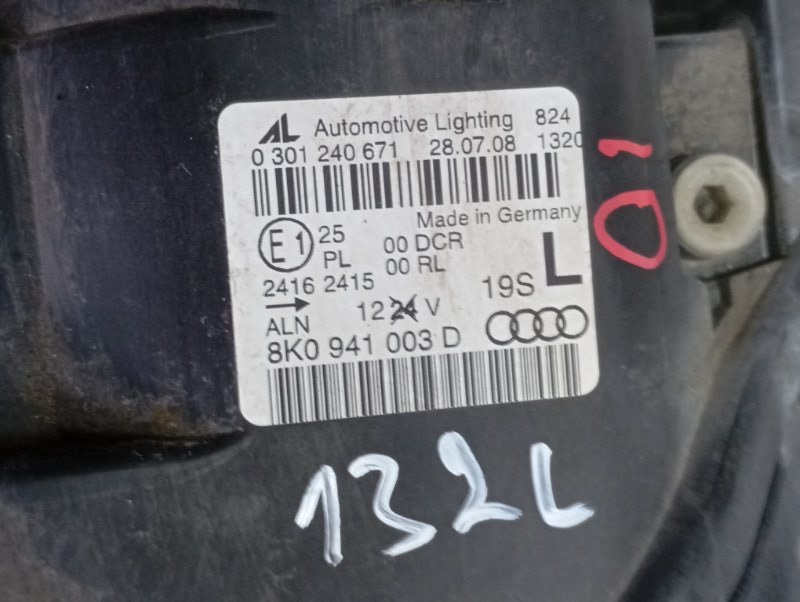 AL Automotive Lighting 824
0 301 240 671 28.07.08 1320
Made in Germany
E1 25 00 DCR
PL 00 RL
2416 2415 19S L
12 24 V
ALN
8K0 941 003 D
132L